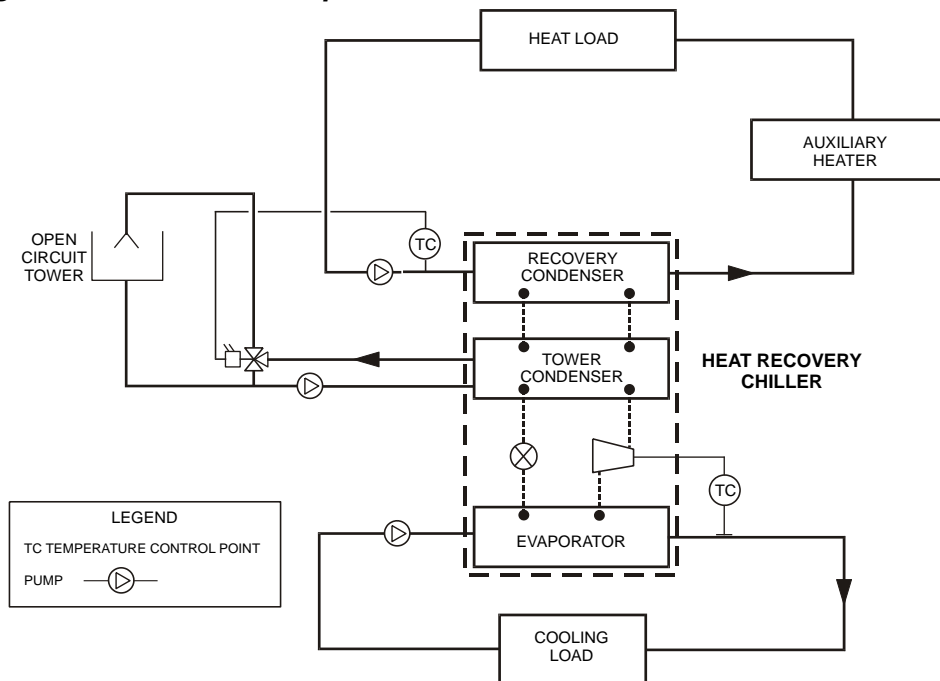 HEAT LOAD
AUXILIARY
HEATER
OPEN
CIRCUIT
TOWER
TC
RECOVERY
CONDENSER
TOWER
CONDENSER
HEAT RECOVERY
CHILLER
TC
EVAPORATOR
LEGEND
TC TEMPERATURE CONTROL POINT
PUMP
COOLING
LOAD